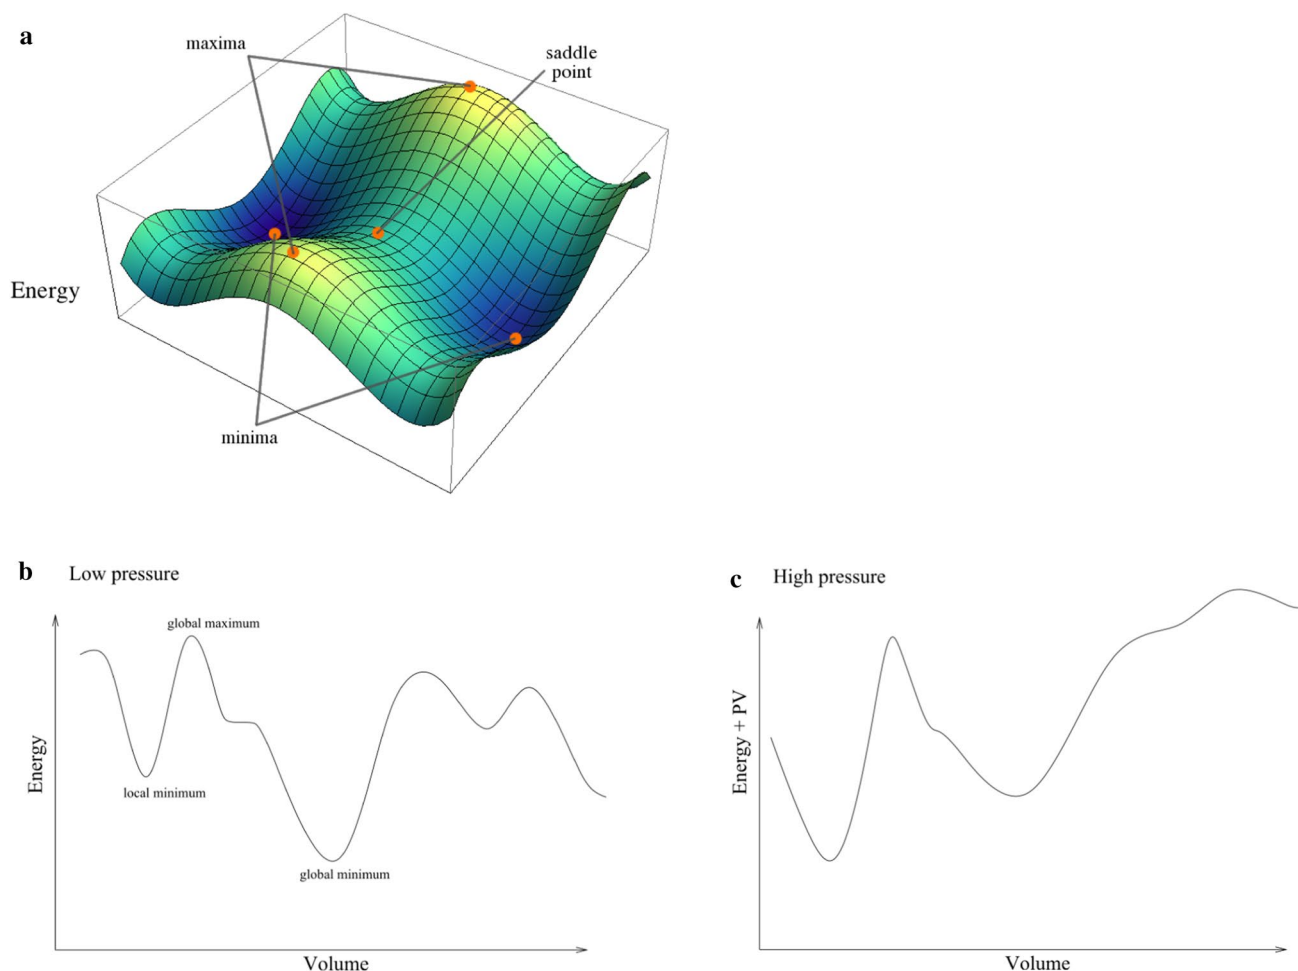 a
maxima
saddle
point
Energy
minima
b Low pressure
global maximum
Energy
local minimum
global minimum
Volume
c High pressure
Energy + PV
Volume